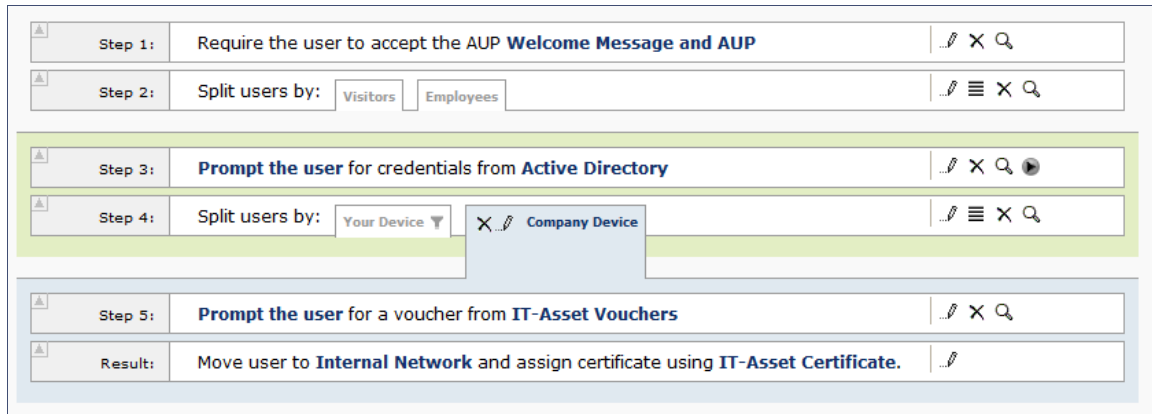 Step 1: Require the user to accept the AUP Welcome Message and AUP
Step 2: Split users by: Visitors Employees
Step 3: Prompt the user for credentials from Active Directory
Step 4: Split users by: Your Device Company Device
Step 5: Prompt the user for a voucher from IT-Asset Vouchers
Result: Move user to Internal Network and assign certificate using IT-Asset Certificate.